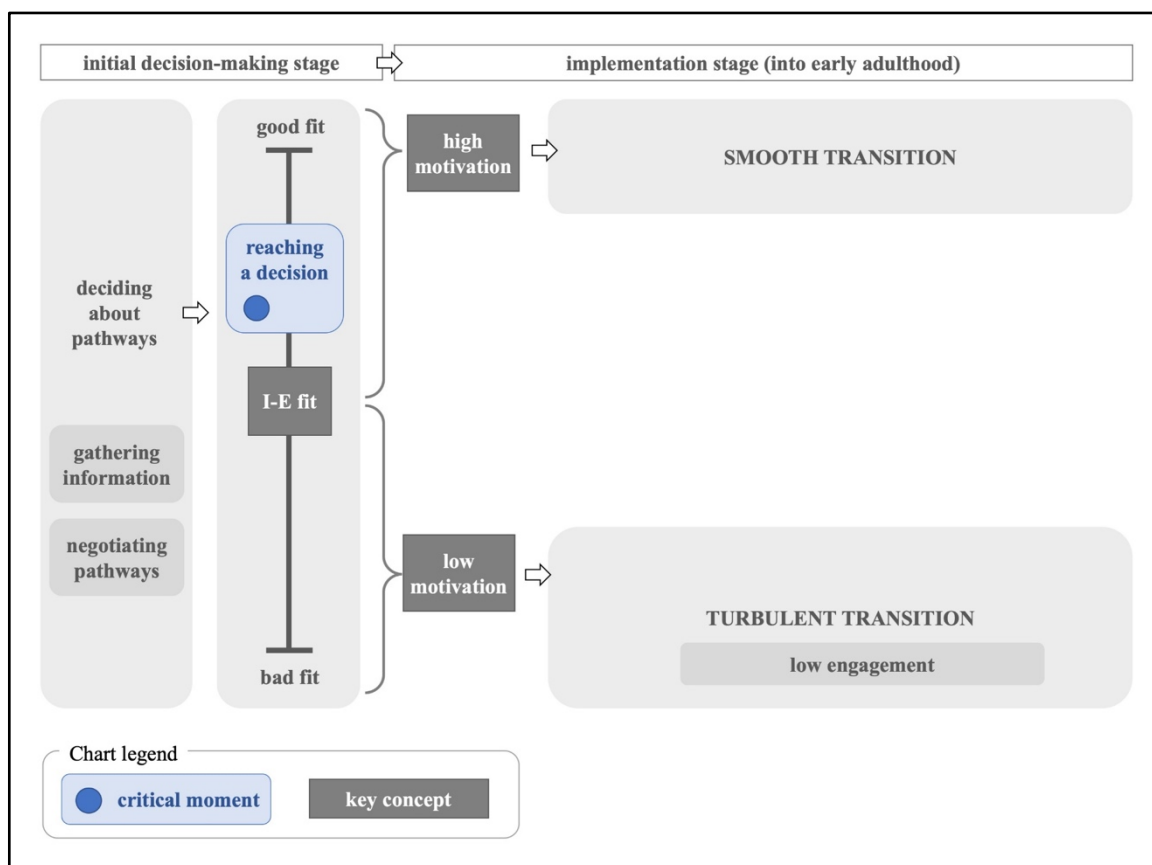 initial decision-making stage
implementation stage (into early adulthood)
good fit
high
motivation
SMOOTH TRANSITION
reaching
a decision
deciding
about
pathways
I-E fit
gathering
information
negotiating
pathways
low
motivation
TURBULENT TRANSITION
low engagement
bad fit
Chart legend
critical moment
key concept